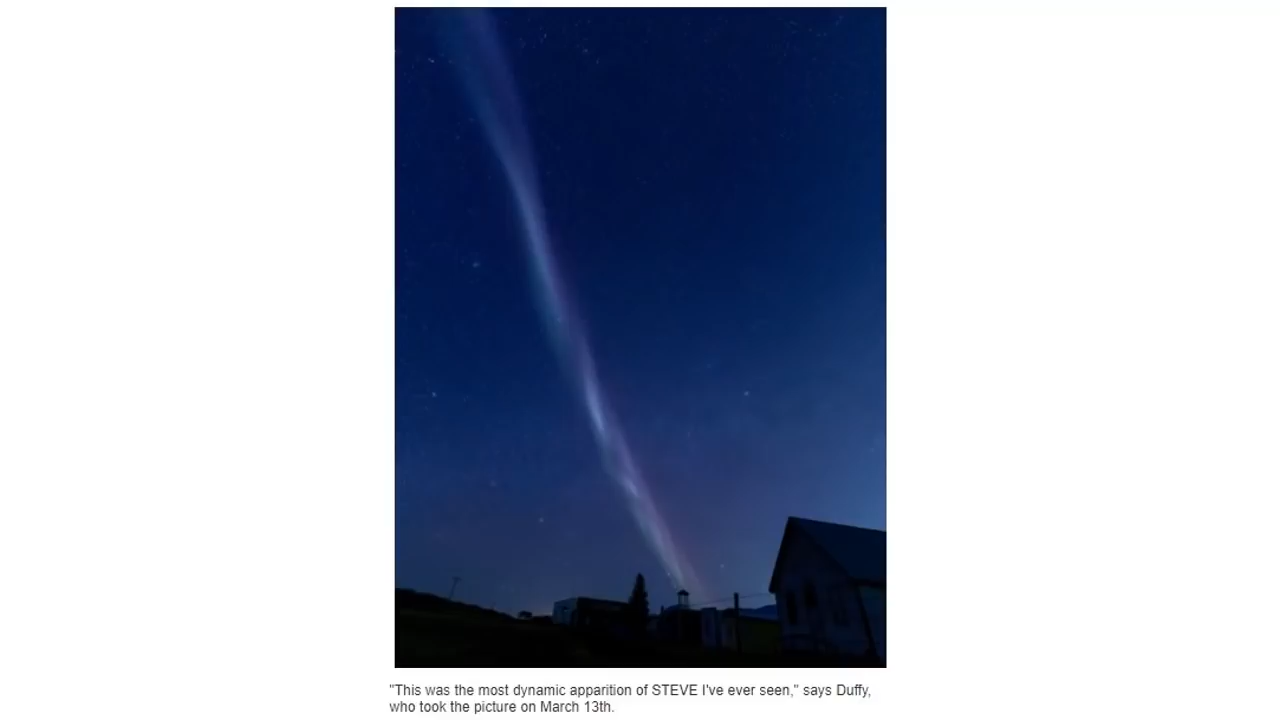 "This was the most dynamic apparition of STEVE I've ever seen," says Duffy,
who took the picture on March 13th.